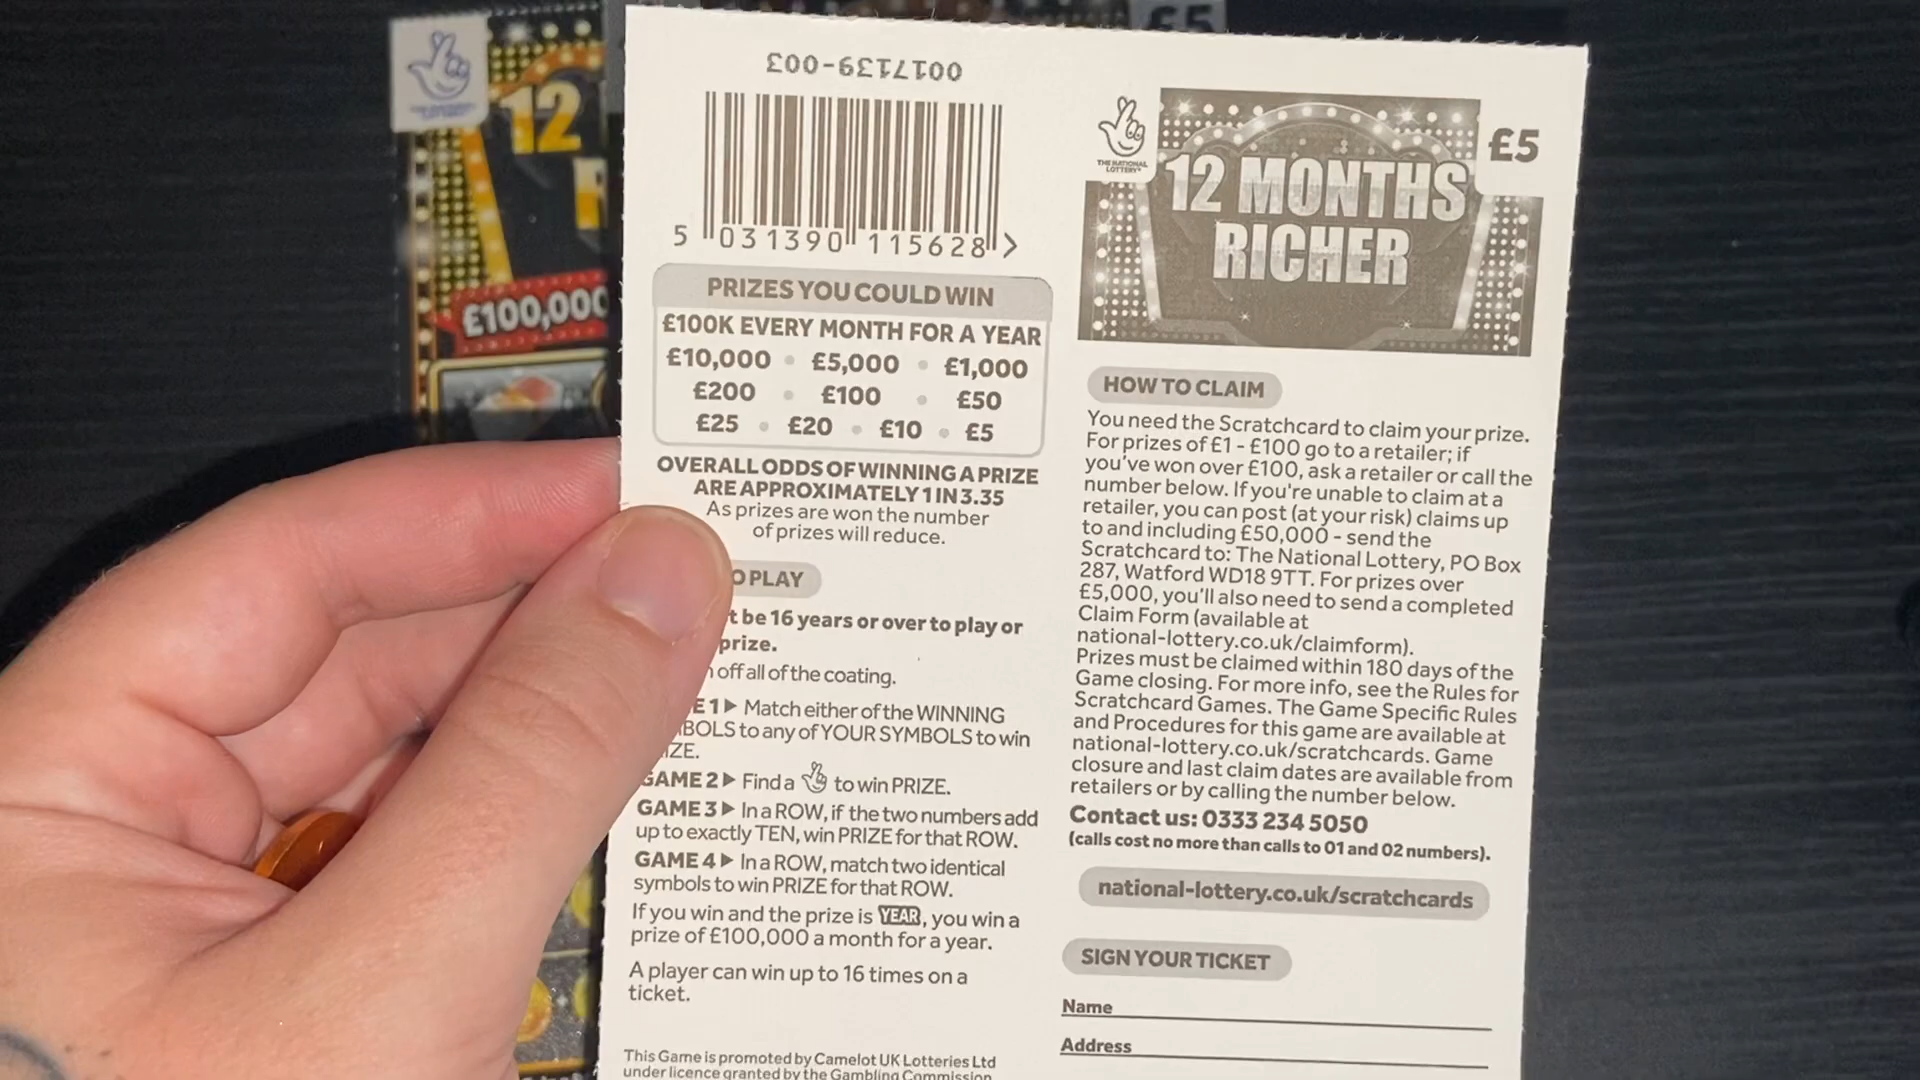 £5
12
£100,000
0017139-003
5 031390 115628 >
PRIZES YOU COULD WIN
£100K EVERY MONTH FOR A YEAR
£10,000 • £5,000 • £1,000
£200 • £100 • £50
£25 • £20 • £10 • £5
OVERALL ODDS OF WINNING A PRIZE
ARE APPROXIMATELY 1 IN 3.35
As prizes are won the number
of prizes will reduce.
O PLAY
t be 16 years or over to play or
prize.
off all of the coating.
E 1 ▶ Match either of the WINNING
BOLS to any of YOUR SYMBOLS to win
IZE.
GAME 2 ▶ Find a to win PRIZE.
GAME 3 ▶ In a ROW, if the two numbers add
up to exactly TEN, win PRIZE for that ROW.
GAME 4 ▶ In a ROW, match two identical
symbols to win PRIZE for that ROW.
If you win and the prize is YEAR, you win a
prize of £100,000 a month for a year.
A player can win up to 16 times on a
ticket.
This Game is promoted by Camelot UK Lotteries Ltd
under licence granted by the Gambling Commission
THE NATIONAL
LOTTERY®
£5
12 MONTHS
RICHER
HOW TO CLAIM
You need the Scratchcard to claim your prize.
For prizes of £1 - £100 go to a retailer; if
you've won over £100, ask a retailer or call the
number below. If you're unable to claim at a
retailer, you can post (at your risk) claims up
to and including £50,000 - send the
Scratchcard to: The National Lottery, PO Box
287, Watford WD18 9TT. For prizes over
£5,000, you'll also need to send a completed
Claim Form (available at
national-lottery.co.uk/claimform).
Prizes must be claimed within 180 days of the
Game closing. For more info, see the Rules for
Scratchcard Games. The Game Specific Rules
and Procedures for this game are available at
national-lottery.co.uk/scratchcards. Game
closure and last claim dates are available from
retailers or by calling the number below.
Contact us: 0333 234 5050
(calls cost no more than calls to 01 and 02 numbers).
national-lottery.co.uk/scratchcards
SIGN YOUR TICKET
Name
Address